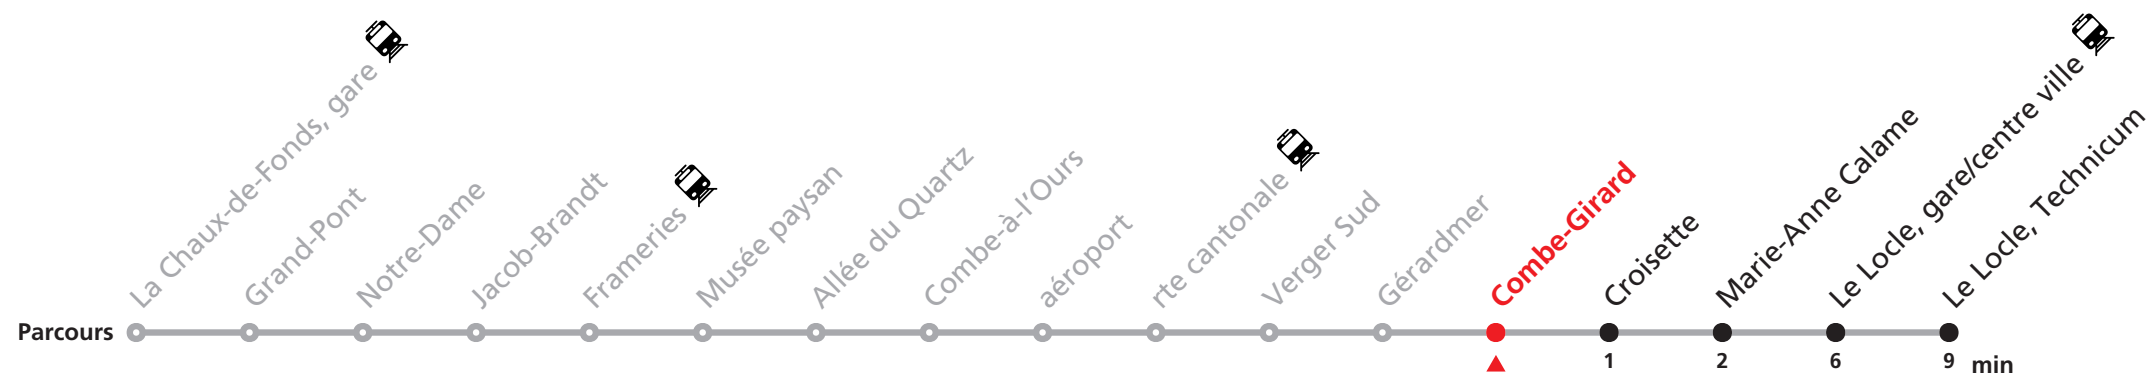 La Chaux-de-Fonds, gare
Grand-Pont
Notre-Dame
Jacob-Brandt
Frameries
Musée paysan
Allée du Quartz
Combe-à-l'Ours
aéroport
rte cantonale
Verger Sud
Gérardmer
Combe-Girard
Croisette
Marie-Anne Calame
Le Locle, gare/centre ville
Le Locle, Technicum
Parcours
1 2 6 9 min